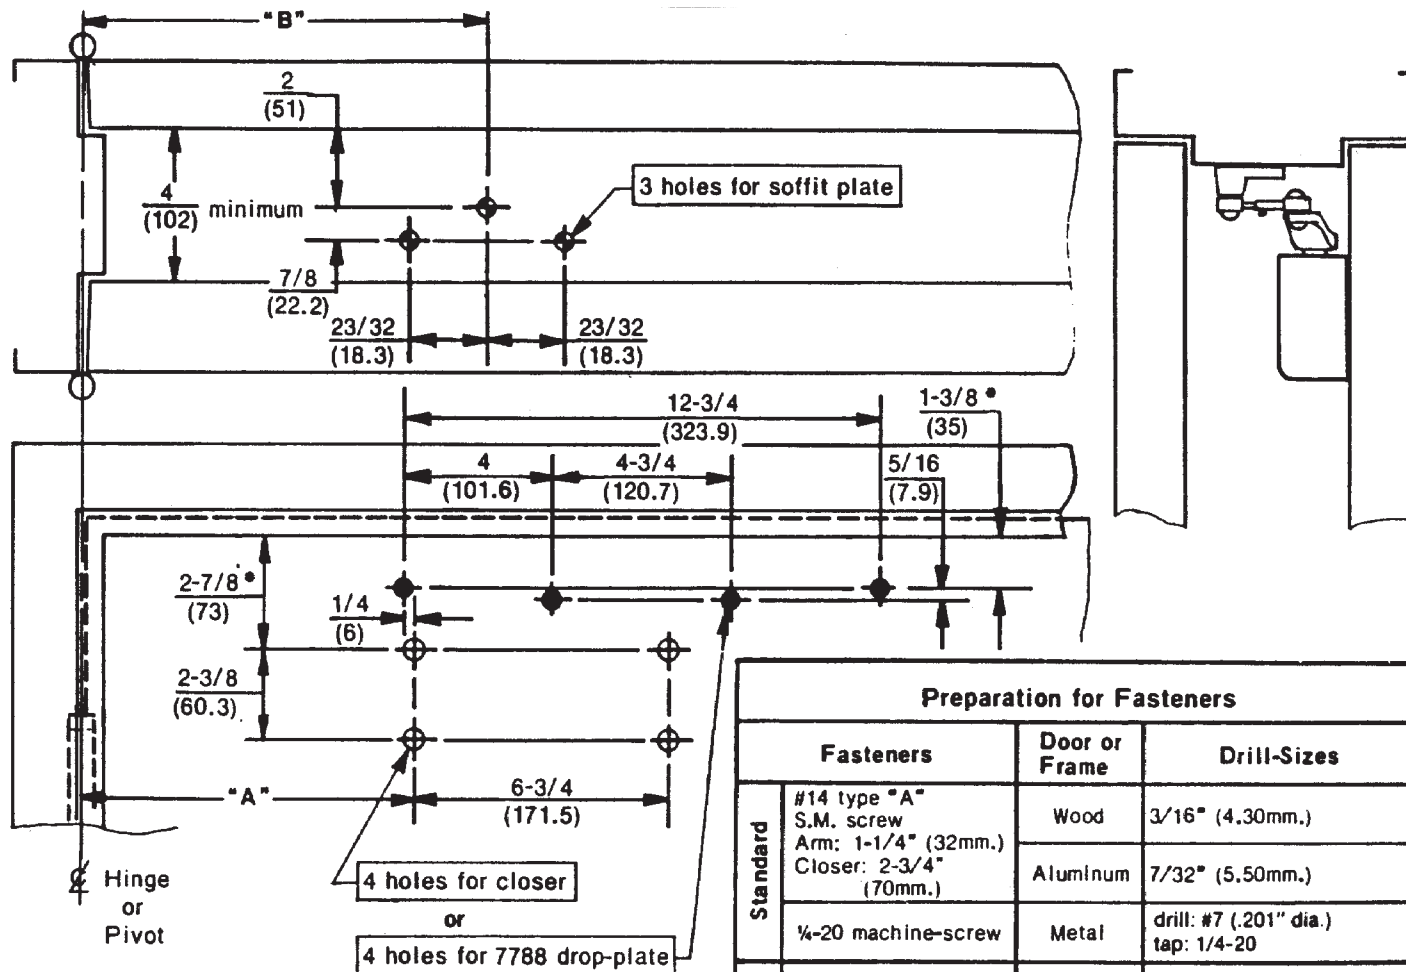 "B"
2
(51)
3 holes for soffit plate
4
(102) minimum
7/8
(22.2)
23/32
(18.3)
23/32
(18.3)
12-3/4
(323.9)
1-3/8 *
(35)
4
(101.6)
4-3/4
(120.7)
5/16
(7.9)
2-7/8 *
(73)
1/4
(6)
2-3/8
(60.3)
"A"
6-3/4
(171.5)
℄ Hinge
or
Pivot
4 holes for closer
or
4 holes for 7788 drop-plate
Preparation for Fasteners
Fasteners
Door or
Frame
Drill-Sizes
Standard
#14 type "A"
S.M. screw
Arm: 1-1/4" (32mm.)
Closer: 2-3/4"
(70mm.)
Wood
3/16" (4.30mm.)
Aluminum
7/32" (5.50mm.)
¼-20 machine-screw
Metal
drill: #7 (.201" dia.)
tap: 1/4-20